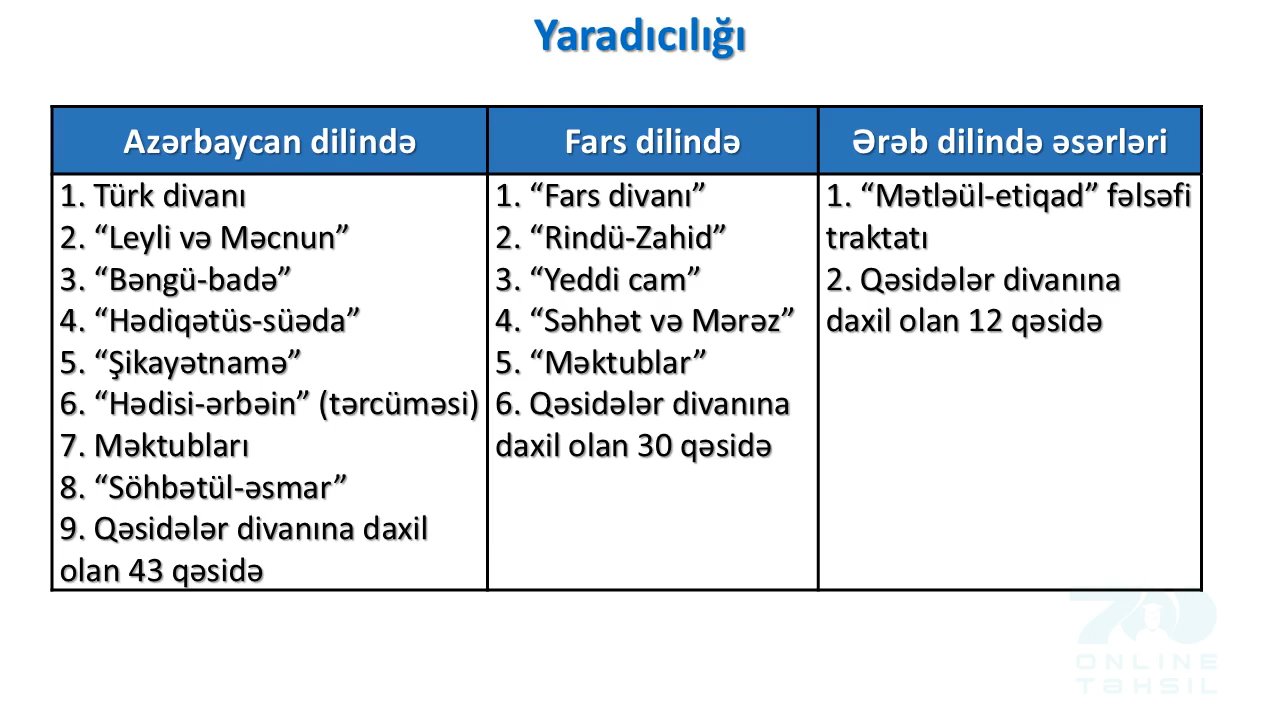 Yaradıcılığı
Azərbaycan dilində
Fars dilində
Ərəb dilində əsərləri
1. Türk divanı
2. “Leyli və Məcnun”
3. “Bəngü-badə”
4. “Hədiqətüs-süəda”
5. “Şikayətnamə”
6. “Hədisi-ərbəin” (tərcüməsi)
7. Məktubları
8. “Söhbətül-əsmar”
9. Qəsidələr divanına daxil
olan 43 qəsidə
1. “Fars divanı”
2. “Rindü-Zahid”
3. “Yeddi cam”
4. “Səhhət və Mərəz”
5. “Məktublar”
6. Qəsidələr divanına
daxil olan 30 qəsidə
1. “Mətləül-etiqad” fəlsəfi
traktatı
2. Qəsidələr divanına
daxil olan 12 qəsidə
ONLINE
TƏHSIL